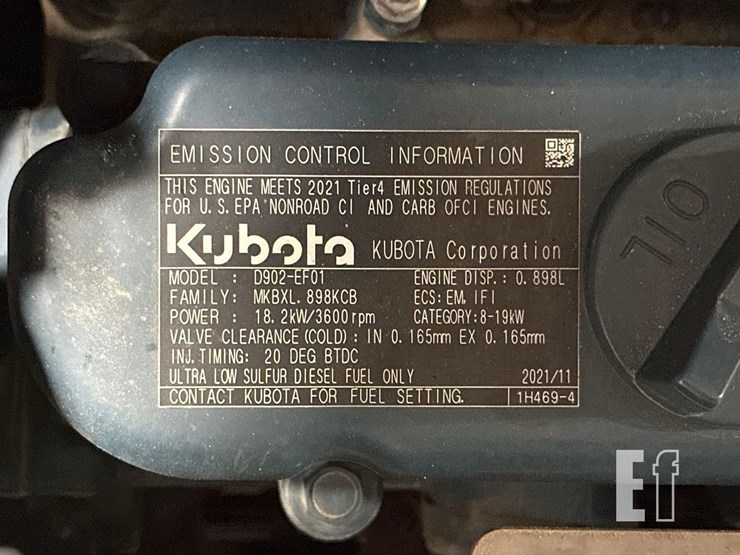 EMISSION CONTROL INFORMATION
THIS ENGINE MEETS 2021 Tier4 EMISSION REGULATIONS
FOR U.S. EPA NONROAD CI AND CARB OFCI ENGINES.
Kubota KUBOTA Corporation
MODEL : D902-EF01 ENGINE DISP.: 0.898L
FAMILY: MKBXL.898KCB ECS: EM, IFI
POWER : 18.2kW/3600rpm CATEGORY: 8-19kW
VALVE CLEARANCE (COLD) : IN 0.165mm EX 0.165mm
INJ. TIMING: 20 DEG BTDC
ULTRA LOW SULFUR DIESEL FUEL ONLY 2021/11
CONTACT KUBOTA FOR FUEL SETTING. 1H469-4
OIL
Ef